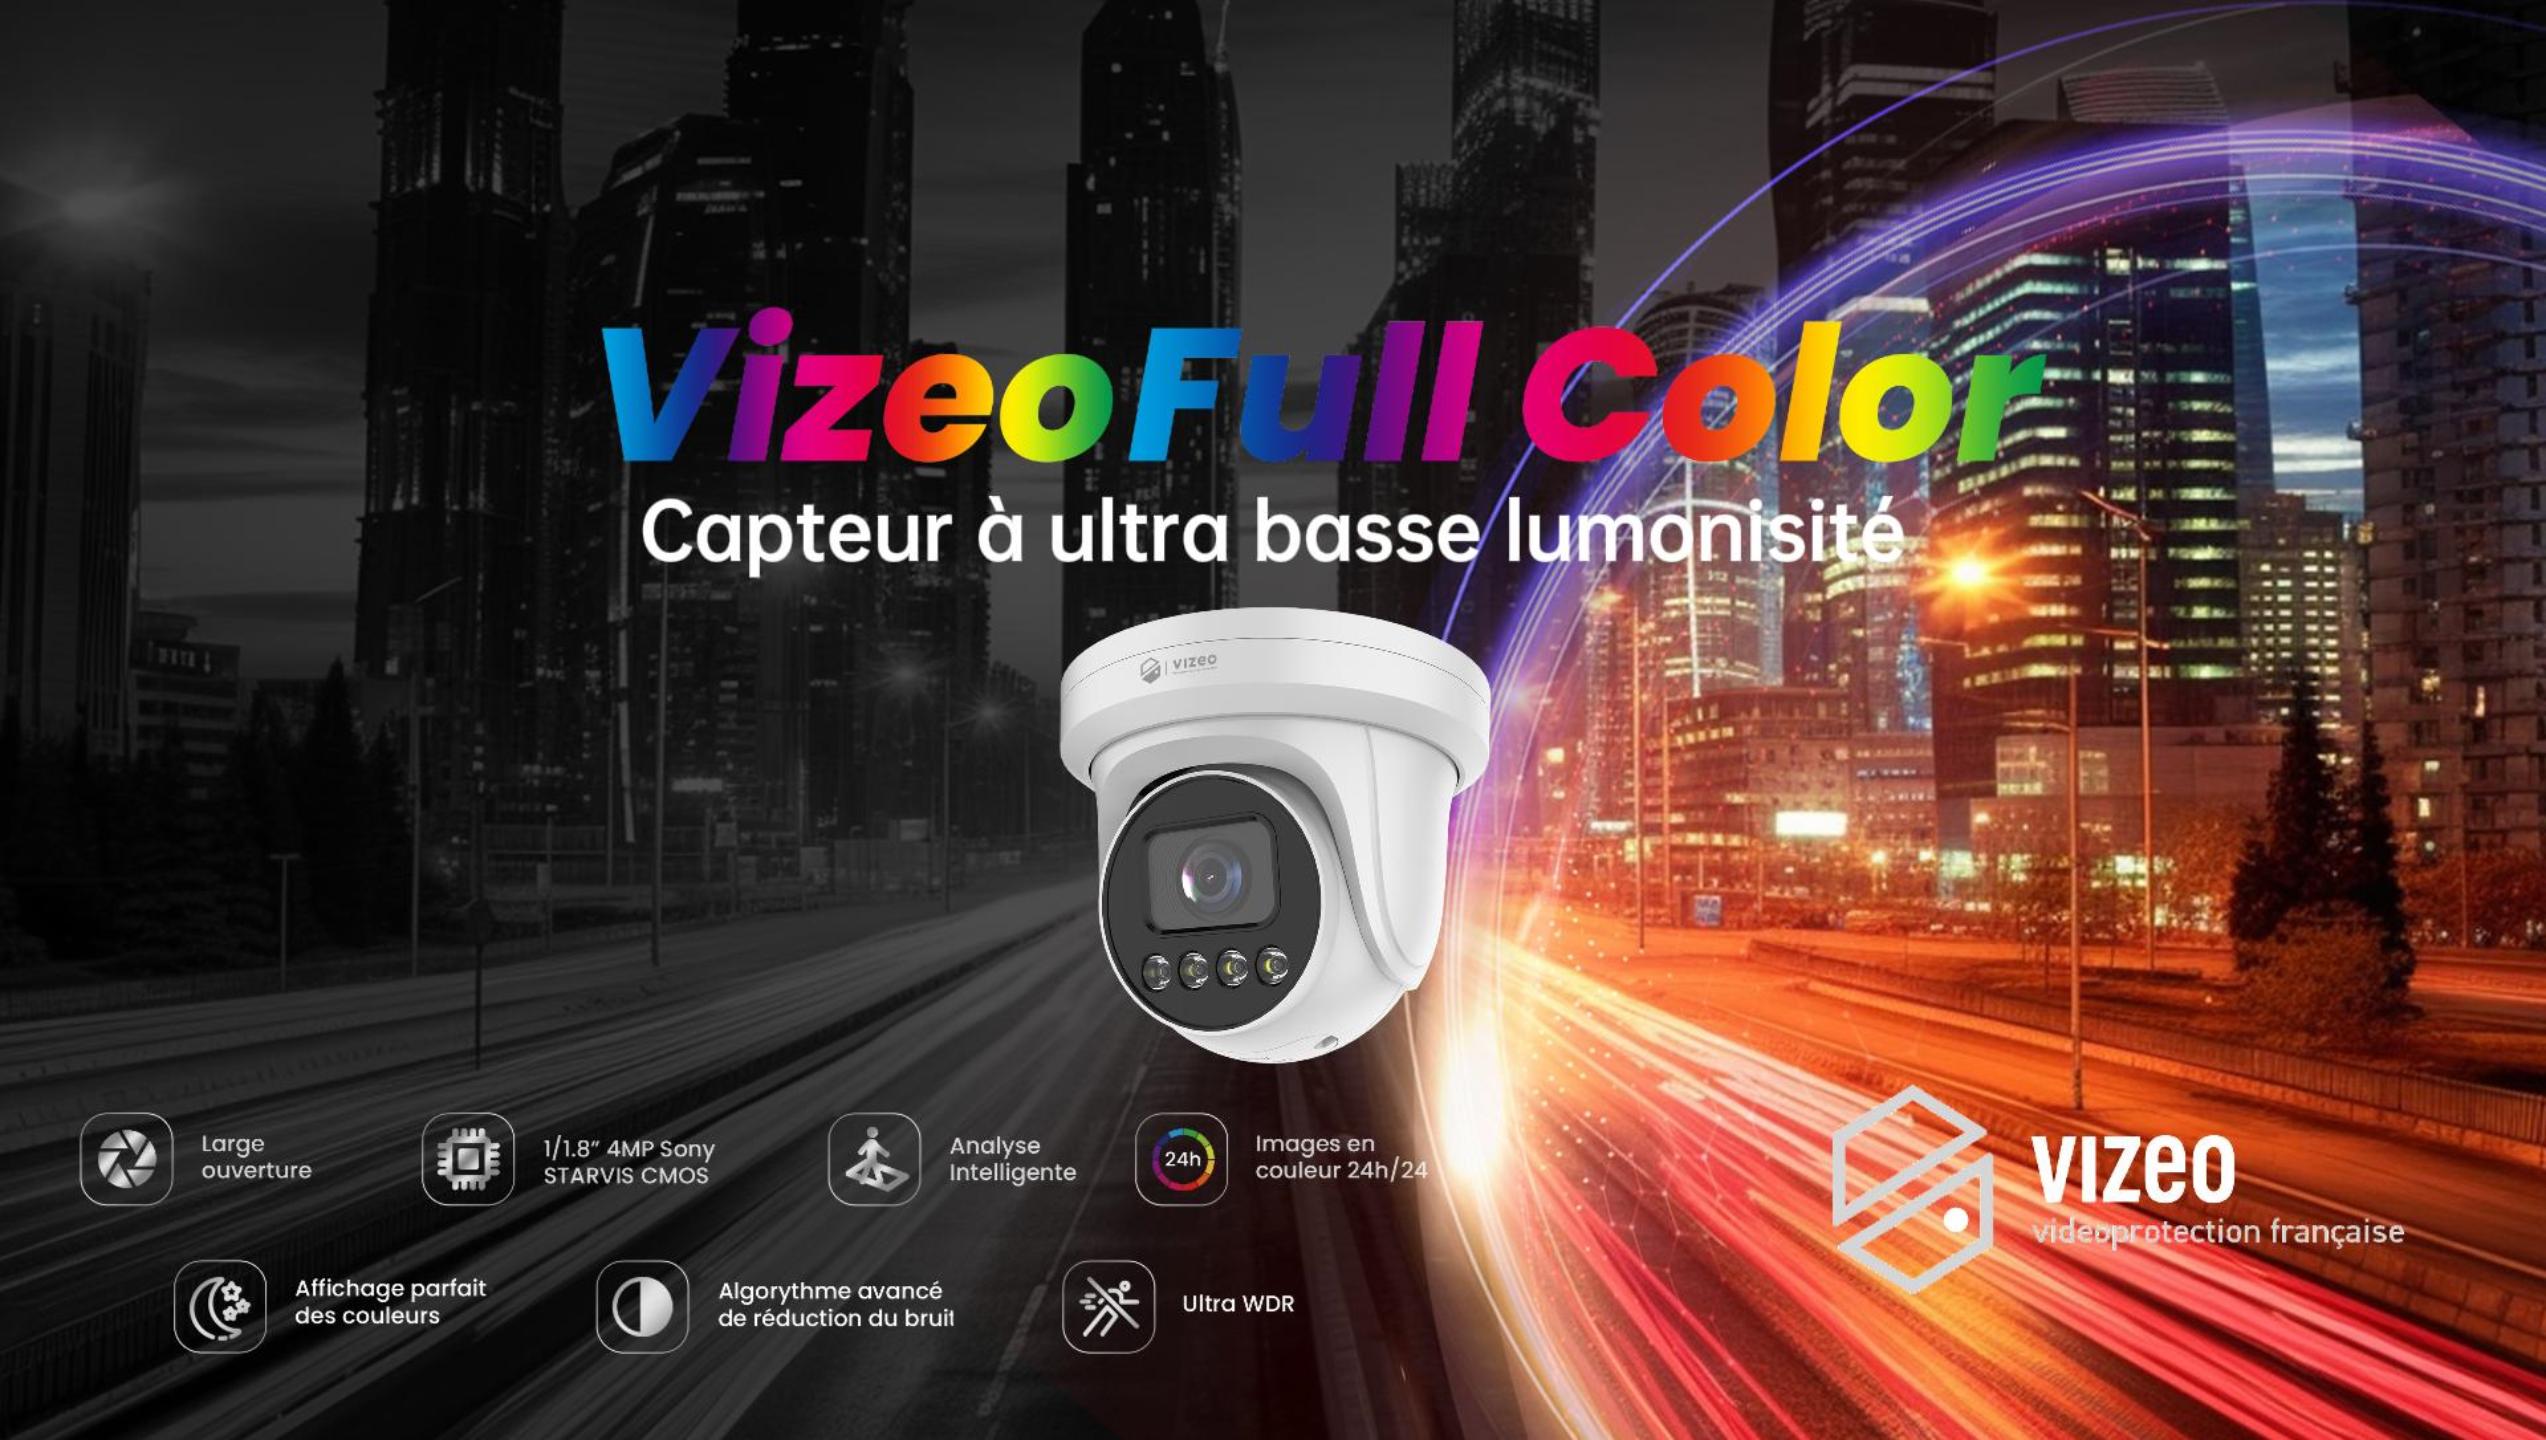 Vizeo Full Color
Capteur à ultra basse lumonisité
vizeo
Large
ouverture
1/1.8” 4MP Sony
STARVIS CMOS
Analyse
Intelligente
24h
Images en
couleur 24h/24
Affichage parfait
des couleurs
Algorythme avancé
de réduction du bruit
Ultra WDR
vizeo
videoprotection française